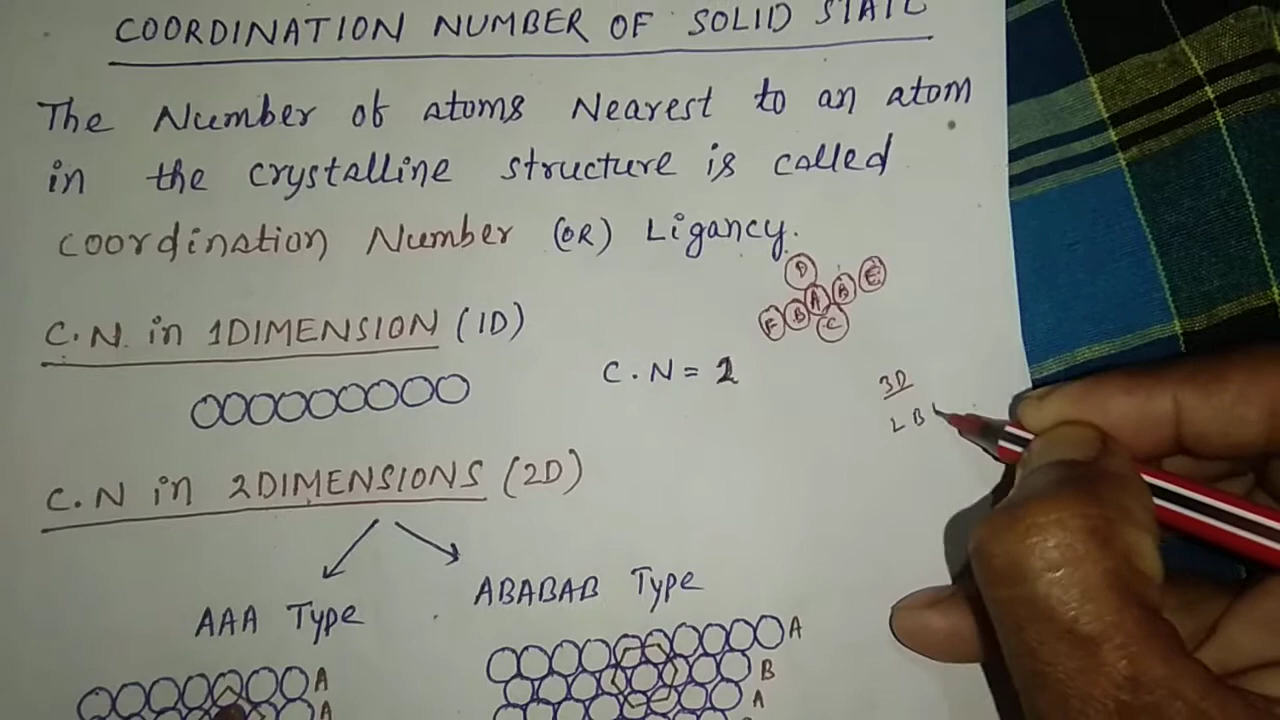 COORDINATION NUMBER OF SOLID STATE
The Number of atoms Nearest to an atom
in the crystalline structure is called
Coordination Number (OR) Ligancy.
D A B E
F B C
C.N. in 1DIMENSION (1D)
C.N = 2
3D
L B
C.N in 2DIMENSIONS (2D)
AAA Type
ABABAB Type
A
B
A
A
A